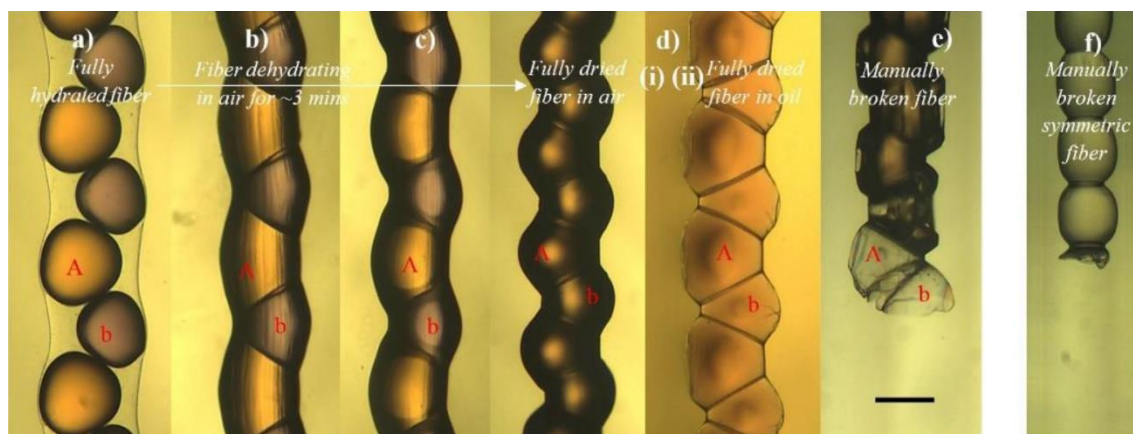 a)
Fully
hydrated fiber
A
b
b)
Fiber dehydrating
in air for ~3 mins
b
A
c)
A
b
Fully dried
fiber in air
A
b
d)
(i) (ii)
Fully dried
fiber in oil
A
b
e)
Manually
broken fiber
A
b
f)
Manually
broken
symmetric
fiber